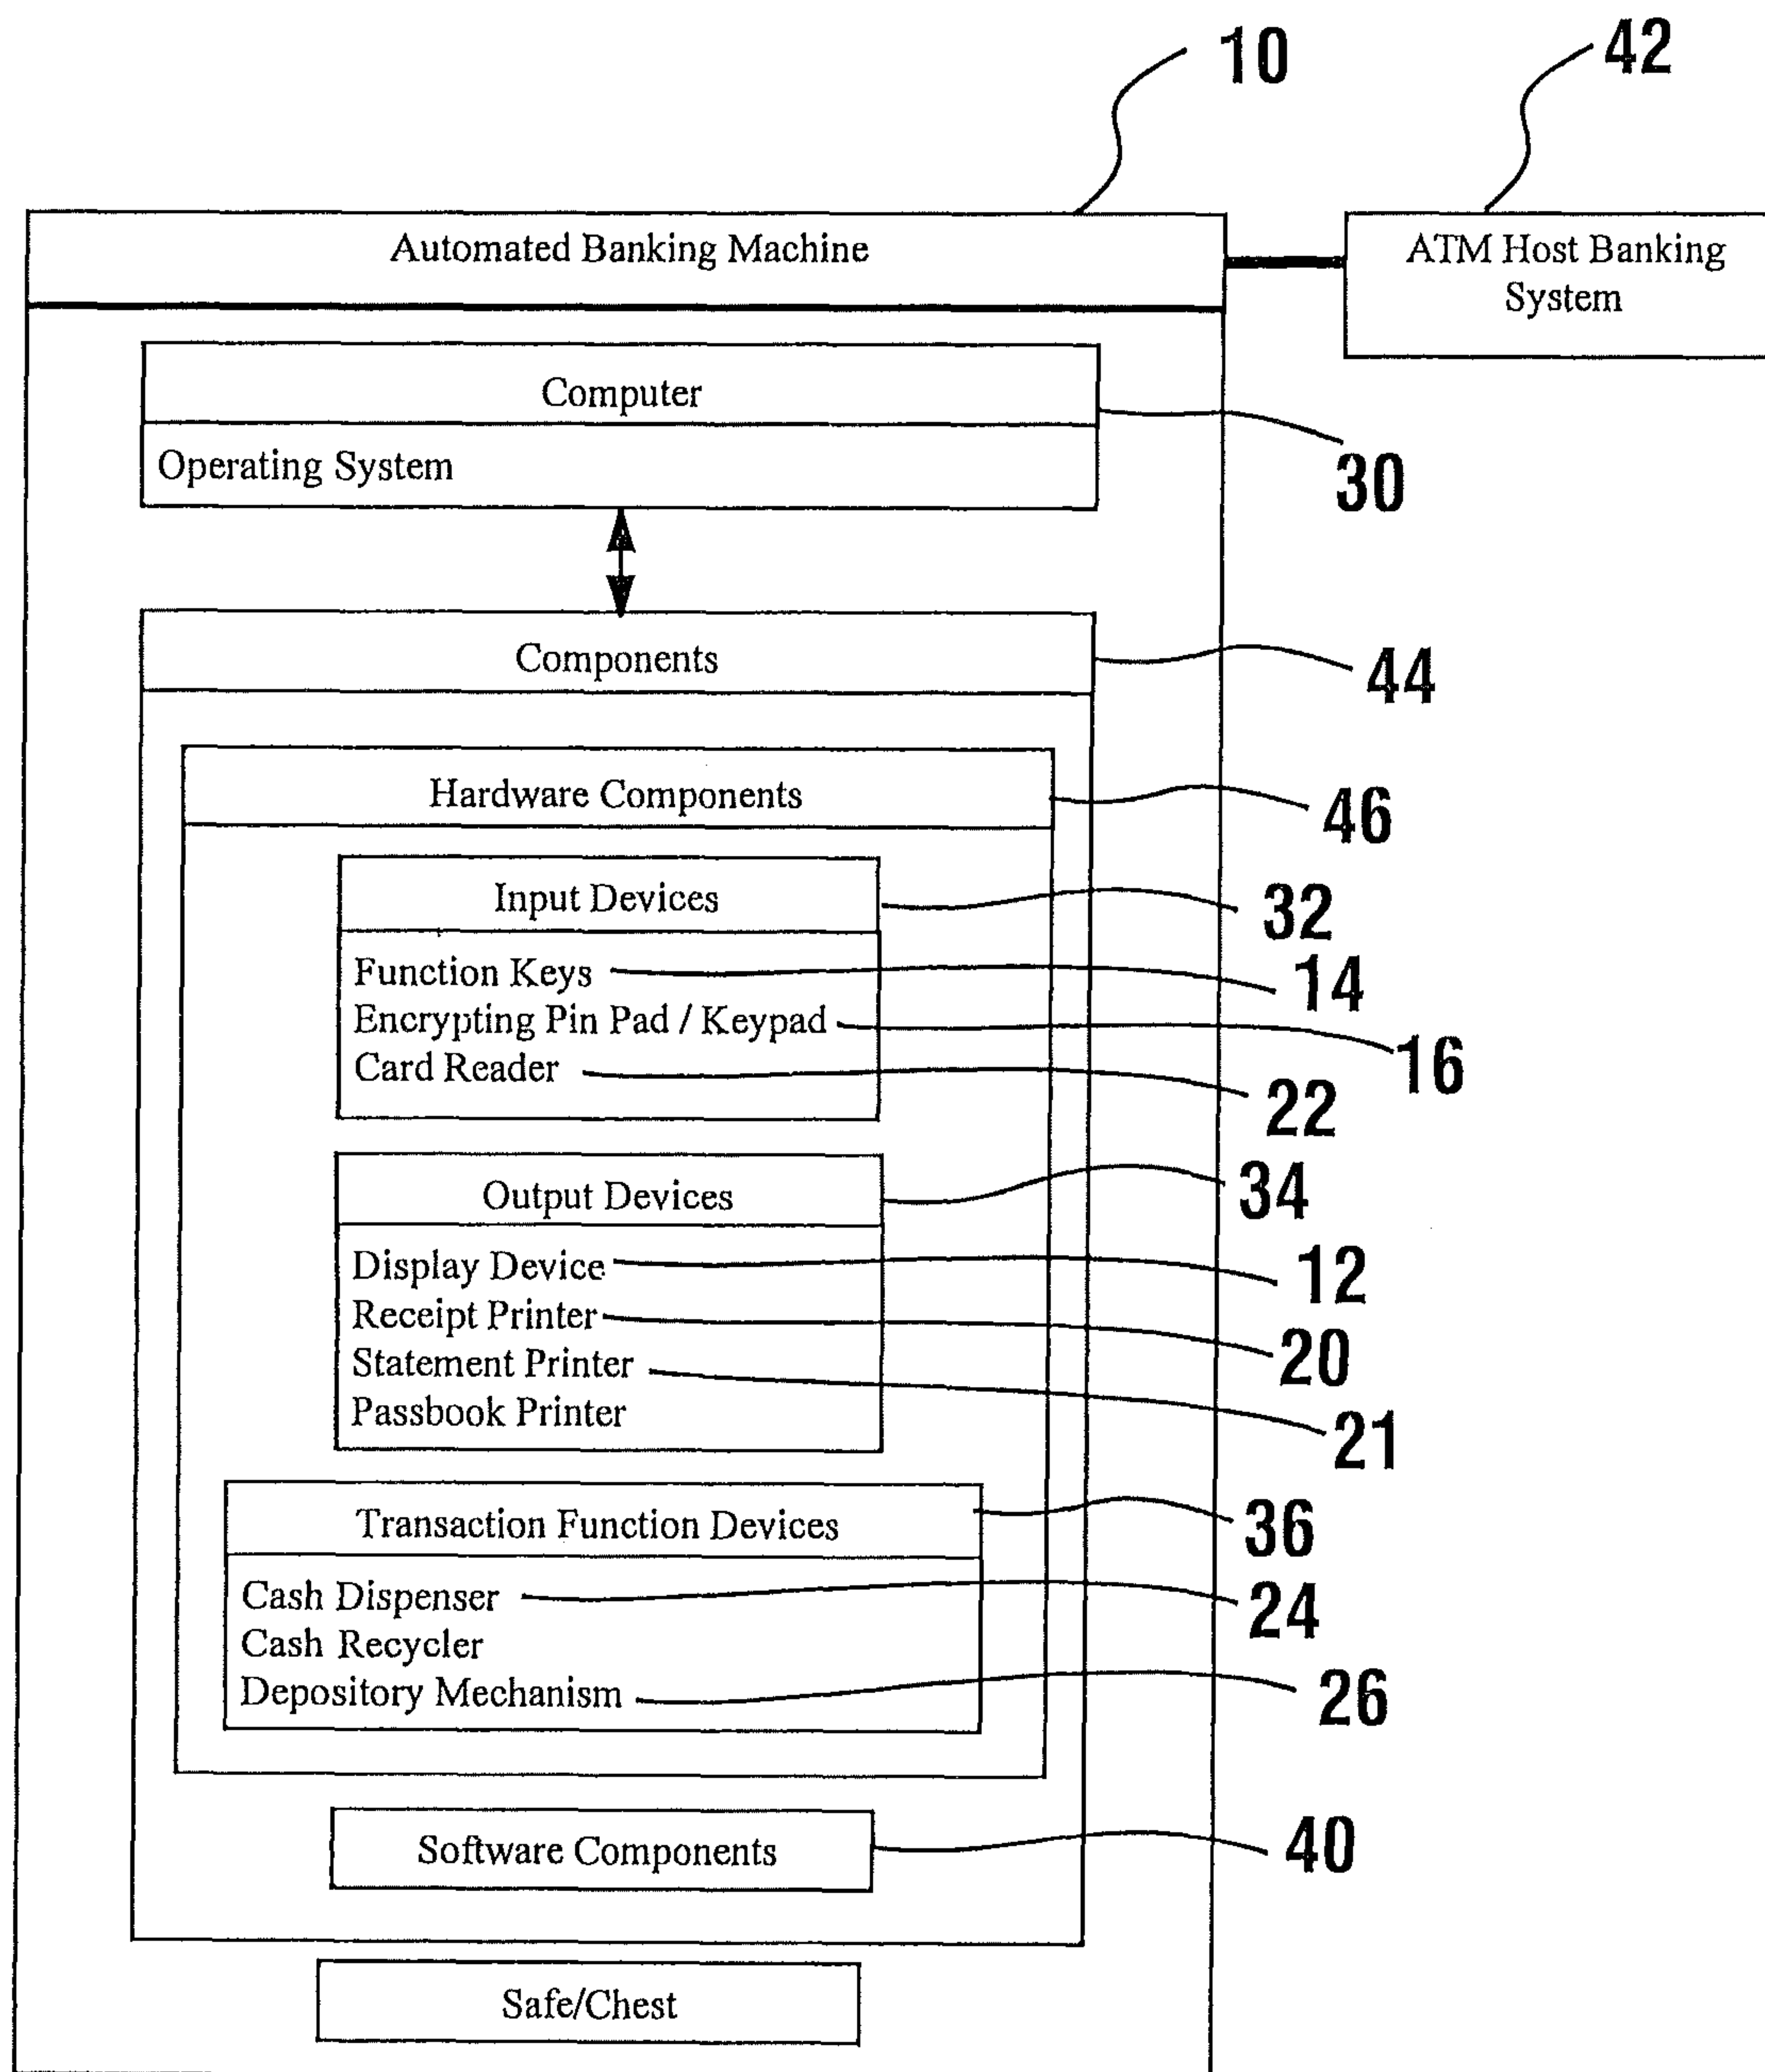 10
42
Automated Banking Machine
ATM Host Banking
System
Computer
30
Operating System
Components
44
Hardware Components
46
Input Devices
32
Function Keys
14
Encrypting Pin Pad / Keypad
16
Card Reader
22
Output Devices
34
Display Device
12
Receipt Printer
20
Statement Printer
21
Passbook Printer
Transaction Function Devices
36
Cash Dispenser
24
Cash Recycler
Depository Mechanism
26
Software Components
40
Safe/Chest